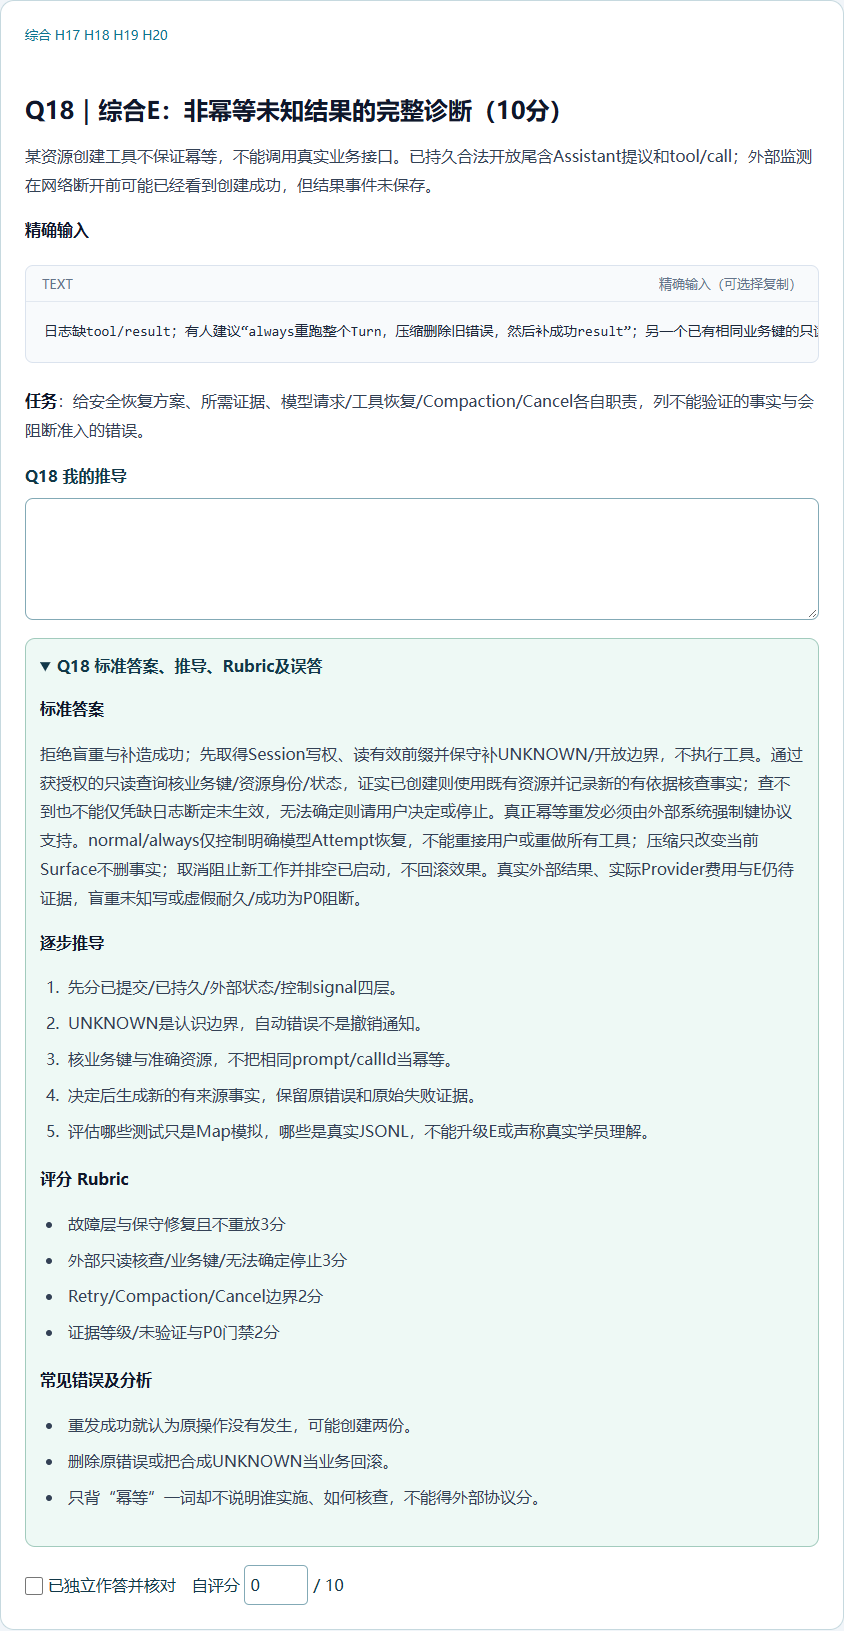 综合 H17 H18 H19 H20
Q18｜综合E：非幂等未知结果的完整诊断（10分）
某资源创建工具不保证幂等，不能调用真实业务接口。已持久合法开放尾含Assistant提议和tool/call；外部监测
在网络断开前可能已经看到创建成功，但结果事件未保存。
精确输入
TEXT
精确输入（可选择复制）
日志缺tool/result；有人建议“always重跑整个Turn，压缩删除旧错误，然后补成功result”；另一个已有相同业务键的只
任务：给安全恢复方案、所需证据、模型请求/工具恢复/Compaction/Cancel各自职责，列不能验证的事实与会
阻断准入的错误。
Q18 我的推导
▼ Q18 标准答案、推导、Rubric及误答
标准答案
拒绝盲重与补造成功；先取得Session写权、读有效前缀并保守补UNKNOWN/开放边界，不执行工具。通过
获授权的只读查询核业务键/资源身份/状态，证实已创建则使用既有资源并记录新的有依据核查事实；查不
到也不能仅凭缺日志断定未生效，无法确定则请用户决定或停止。真正幂等重发必须由外部系统强制键协议
支持。normal/always仅控制明确模型Attempt恢复，不能重接用户或重做所有工具；压缩只改变当前
Surface不删事实；取消阻止新工作并排空已启动，不回滚效果。真实外部结果、实际Provider费用与E仍待
证据，盲重未知写或虚假耐久/成功为P0阻断。
逐步推导
1. 先分已提交/已持久/外部状态/控制signal四层。
2. UNKNOWN是认识边界，自动错误不是撤销通知。
3. 核业务键与准确资源，不把相同prompt/callId当幂等。
4. 决定后生成新的有来源事实，保留原错误和原始失败证据。
5. 评估哪些测试只是Map模拟，哪些是真实JSONL，不能升级E或声称真实学员理解。
评分 Rubric
• 故障层与保守修复且不重放3分
• 外部只读核查/业务键/无法确定停止3分
• Retry/Compaction/Cancel边界2分
• 证据等级/未验证与P0门禁2分
常见错误及分析
• 重发成功就认为原操作没有发生，可能创建两份。
• 删除原错误或把合成UNKNOWN当业务回滚。
• 只背“幂等”一词却不说明谁实施、如何核查，不能得外部协议分。
已独立作答并核对 自评分 0 / 10